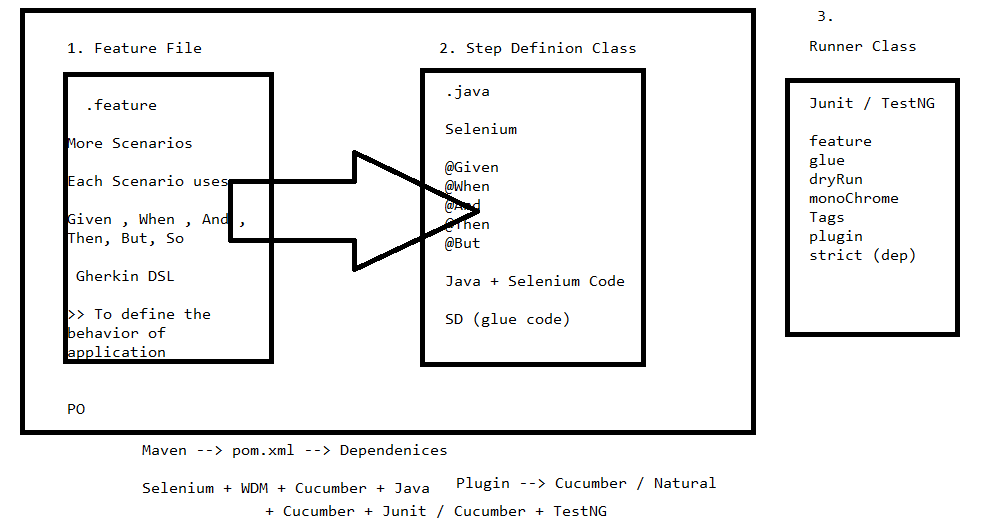 1. Feature File
.feature
More Scenarios
Each Scenario uses
Given , When , And ,
Then, But, So
Gherkin DSL
>> To define the
behavior of
application
PO
2. Step Definion Class
.java
Selenium
@Given
@When
@And
@Then
@But
Java + Selenium Code
SD (glue code)
3.
Runner Class
Junit / TestNG
feature
glue
dryRun
monoChrome
Tags
plugin
strict (dep)
Maven --> pom.xml --> Dependenices
Selenium + WDM + Cucumber + Java
Plugin --> Cucumber / Natural
+ Cucumber + Junit / Cucumber + TestNG